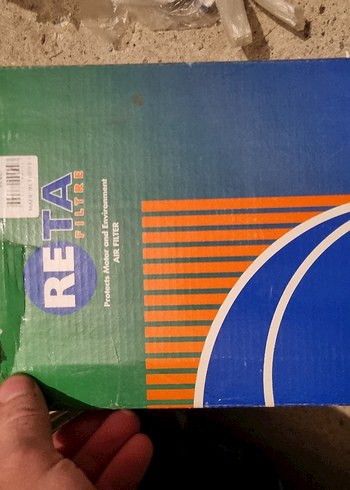 RETA
FILTRE
Protects Motor and Environment
AIR FILTER